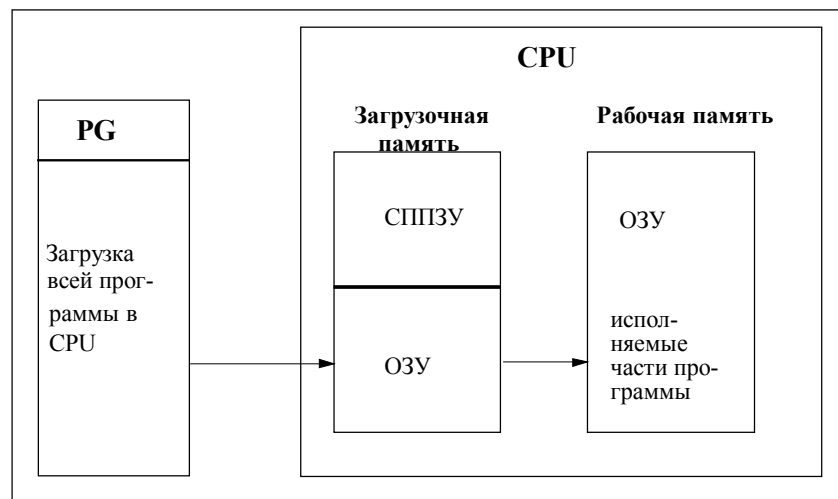 CPU
PG
Загрузка
всей прог-
раммы в
CPU
Загрузочная
память
СППЗУ
ОЗУ
Рабочая память
ОЗУ
испол-
няемые
части про-
граммы